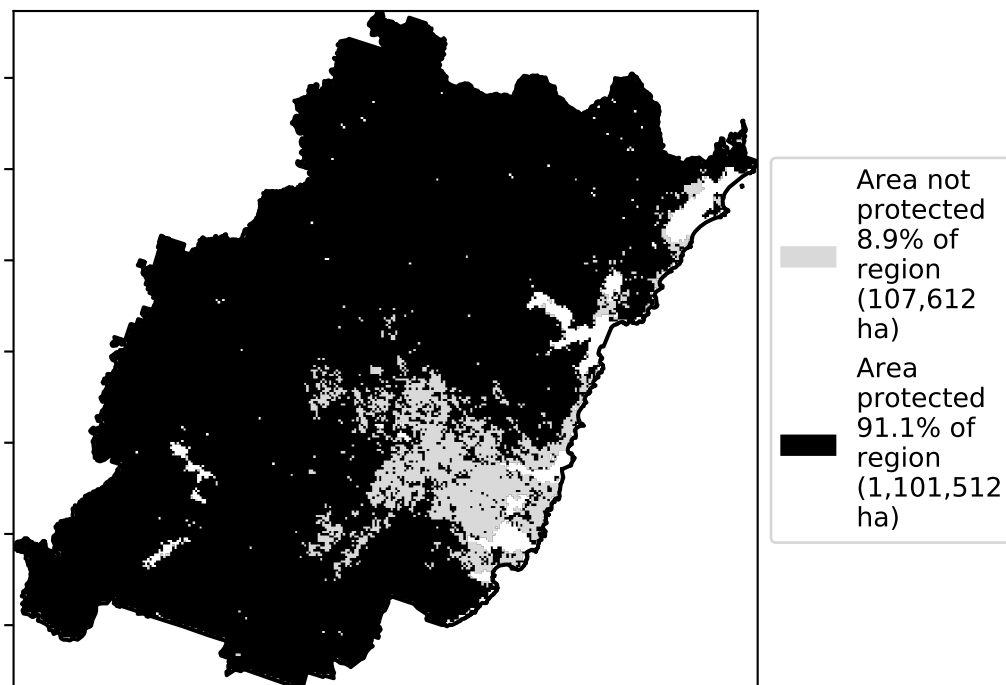 Area not
protected
8.9% of
region
(107,612
ha)
Area
protected
91.1% of
region
(1,101,512
ha)